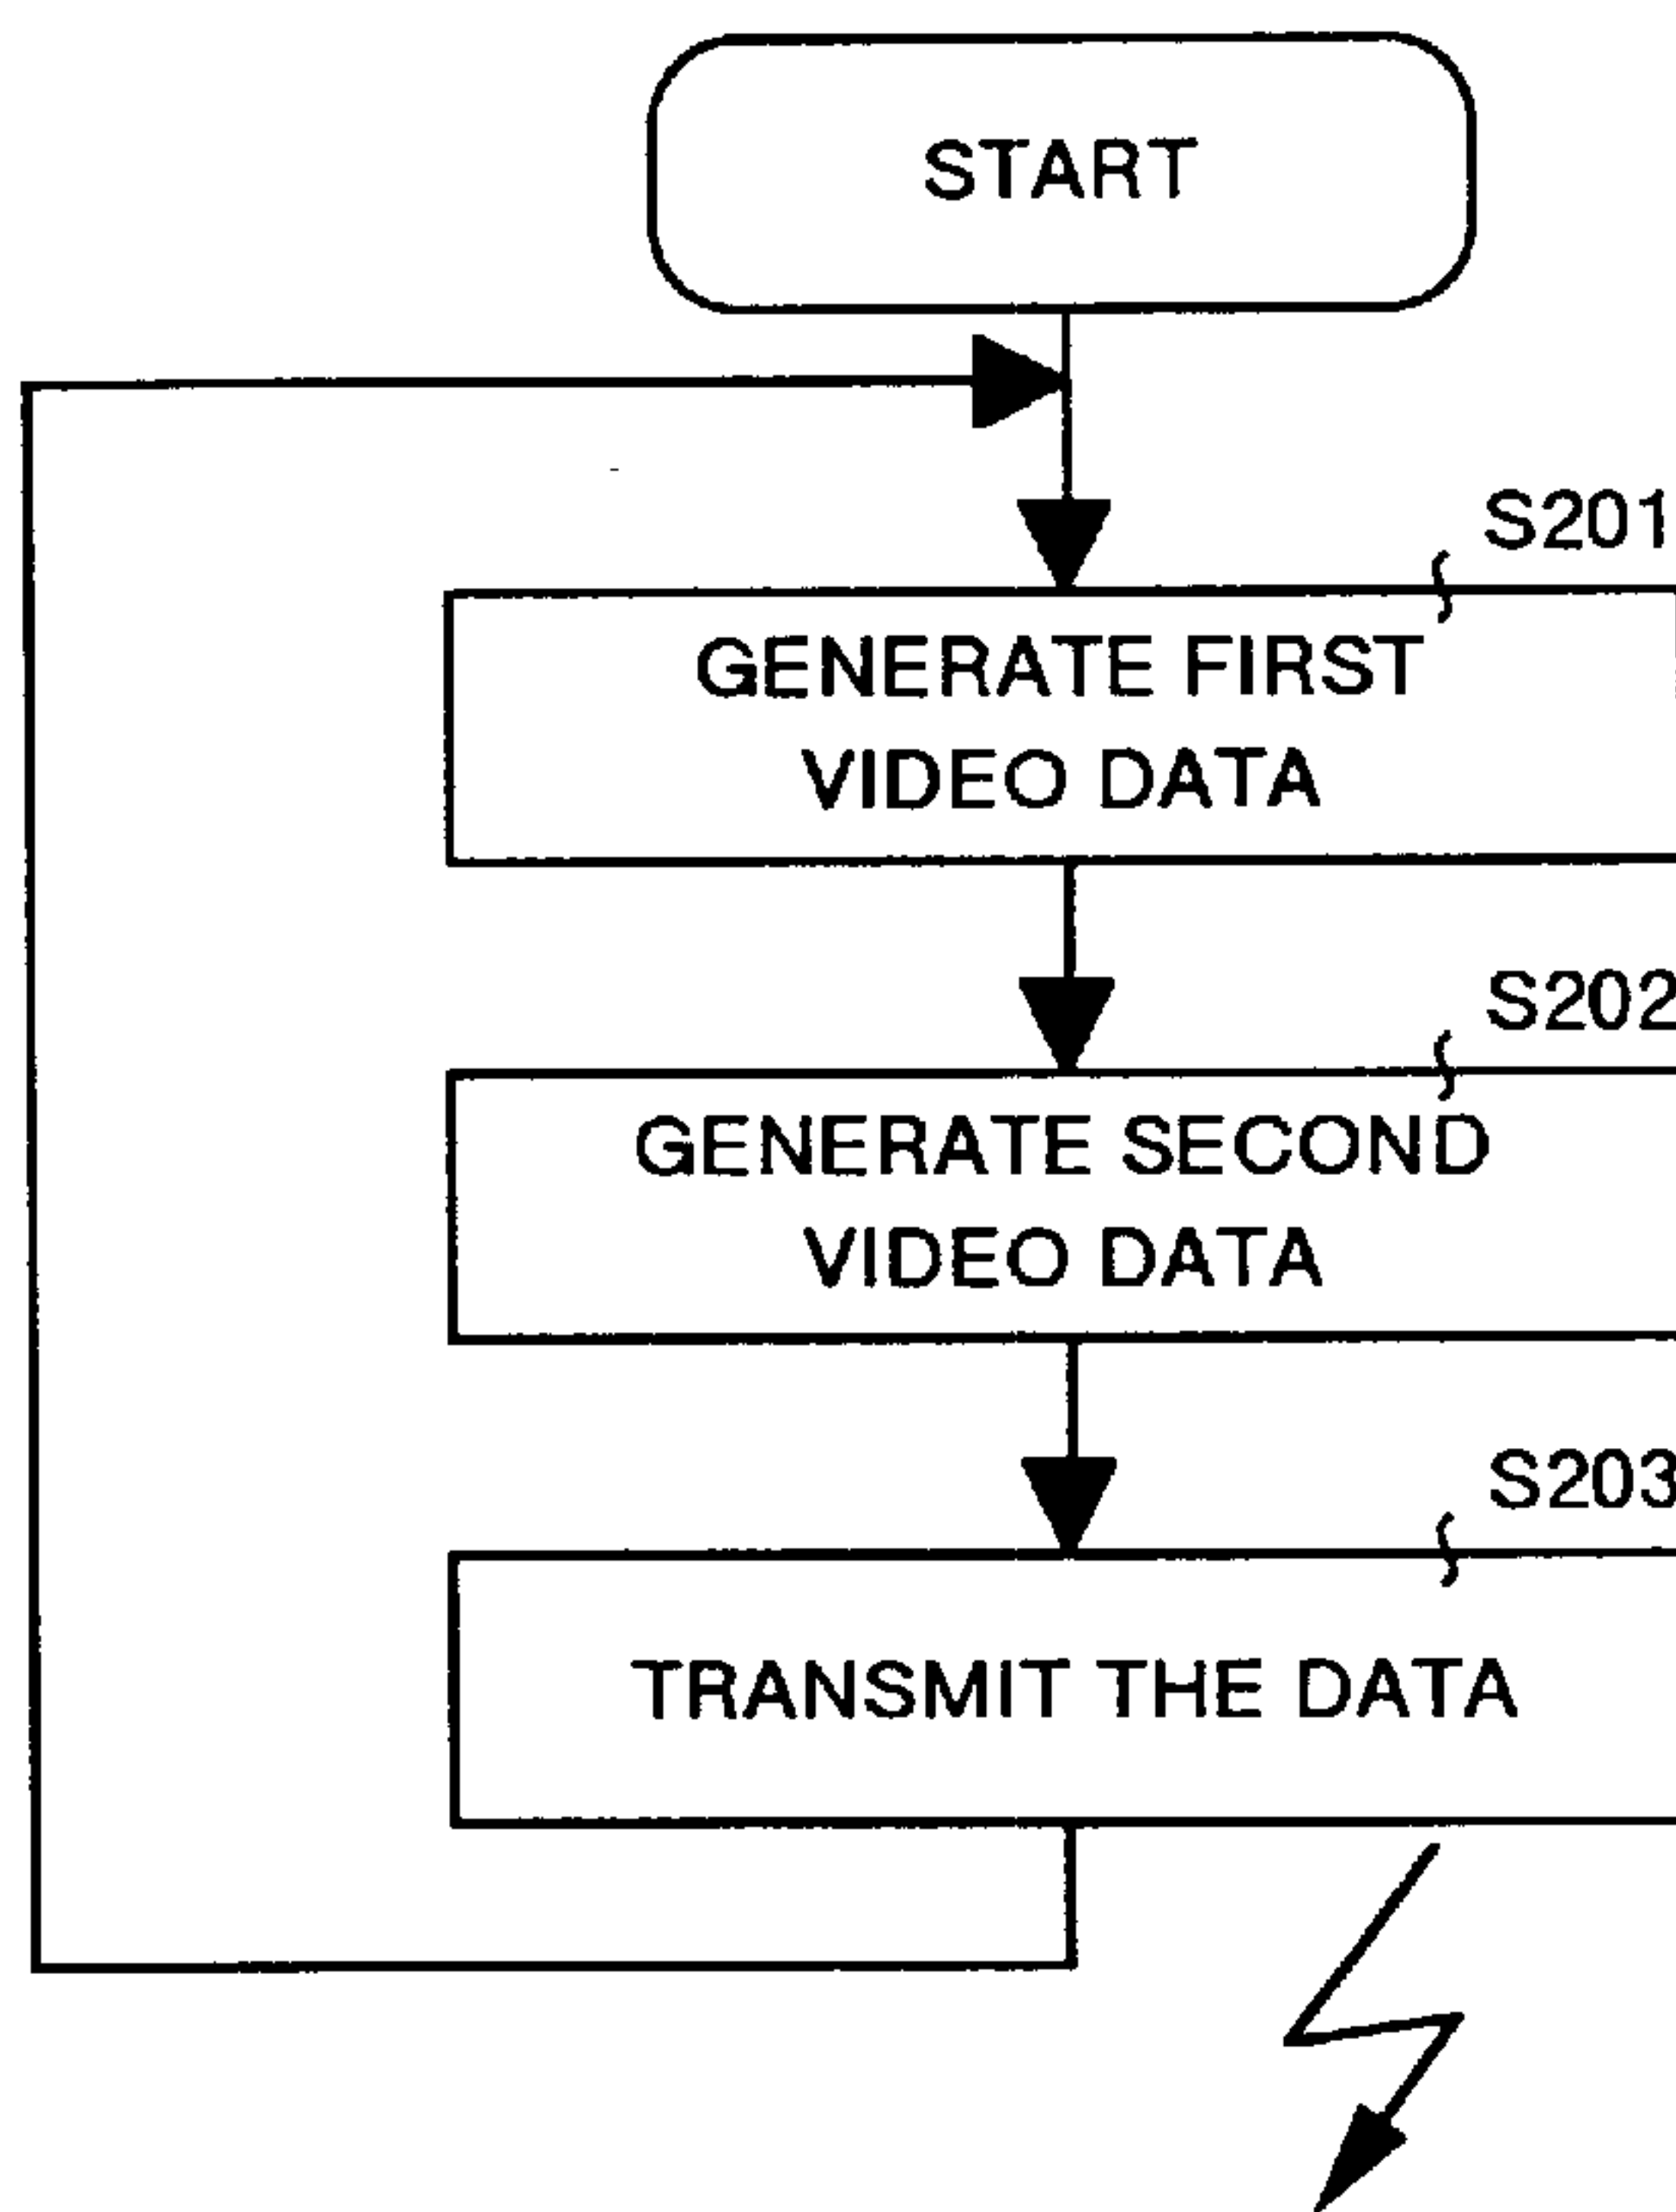 START
S201
GENERATE FIRST
VIDEO DATA
S202
GENERATE SECOND
VIDEO DATA
S203
TRANSMIT THE DATA